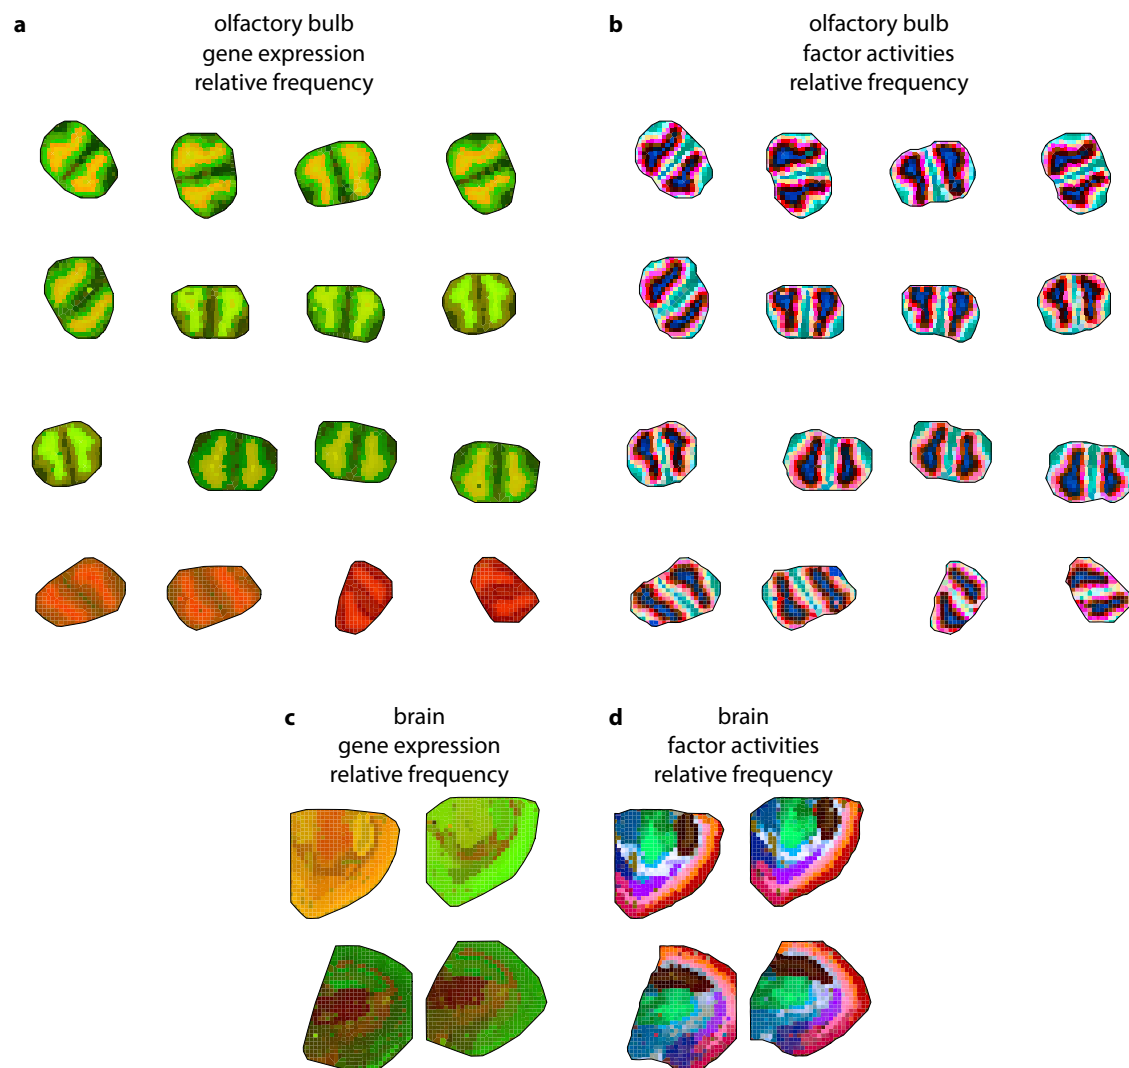 a
olfactory bulb
gene expression
relative frequency
b
olfactory bulb
factor activities
relative frequency
c
brain
gene expression
relative frequency
d
brain
factor activities
relative frequency